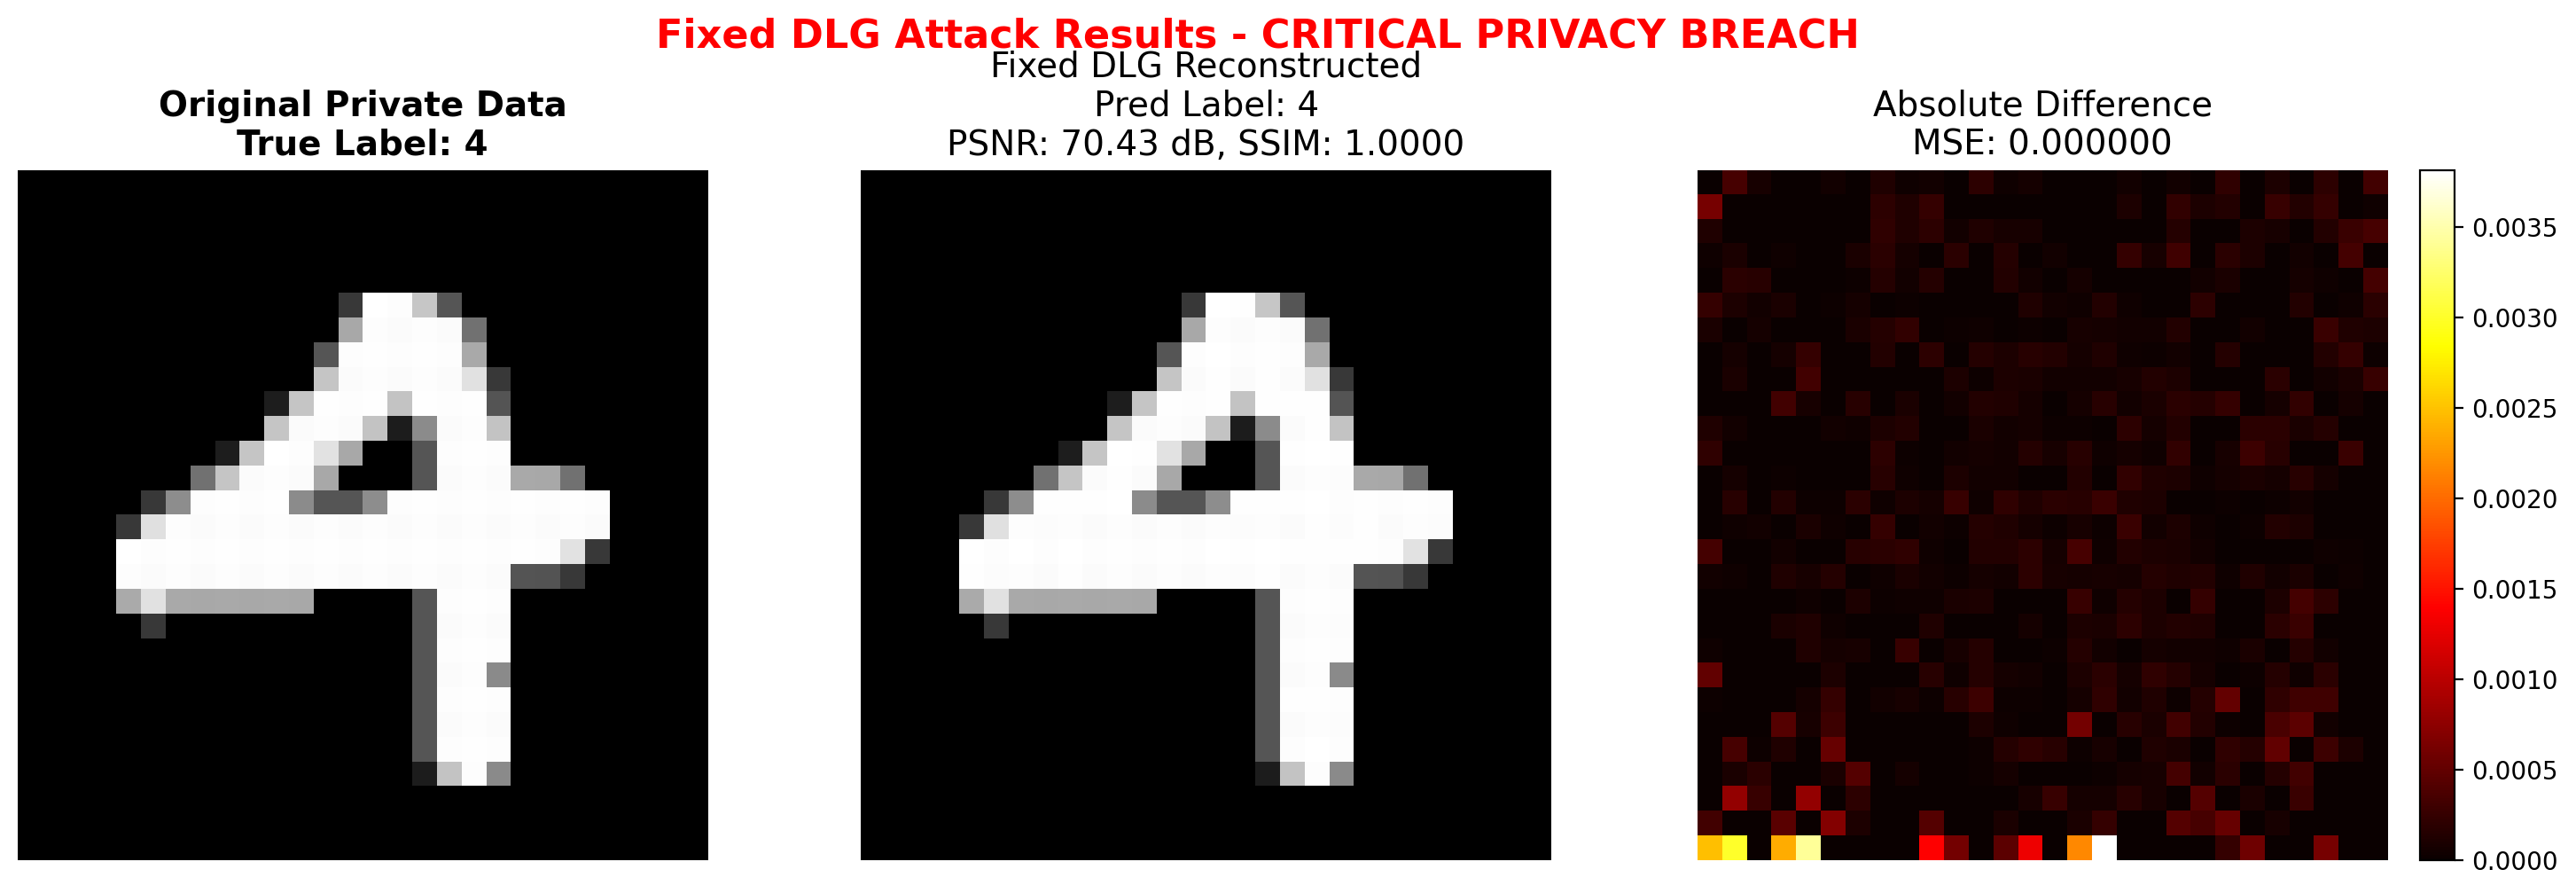 Fixed DLG Attack Results - CRITICAL PRIVACY BREACH
Original Private Data
True Label: 4
Fixed DLG Reconstructed
Pred Label: 4
PSNR: 70.43 dB, SSIM: 1.0000
Absolute Difference
MSE: 0.000000
0.0035
0.0030
0.0025
0.0020
0.0015
0.0010
0.0005
0.0000
4
4